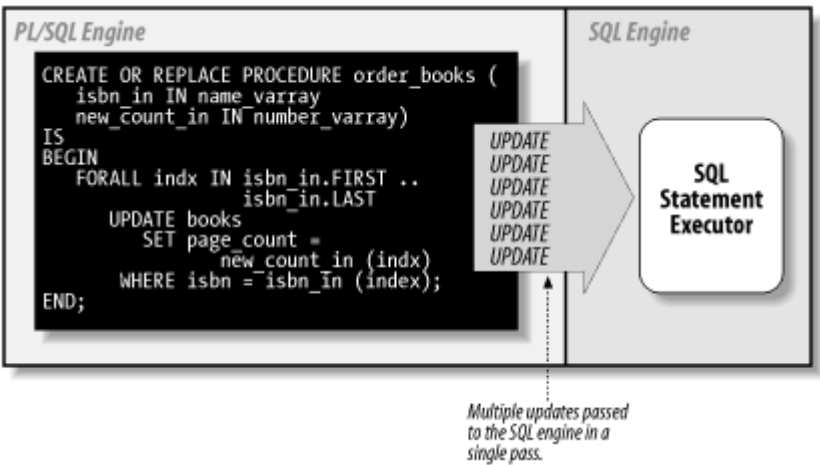 PL/SQL Engine
SQL Engine
CREATE OR REPLACE PROCEDURE order_books (
isbn_in IN name_varray
new_count_in IN number_varray)
IS
BEGIN
FORALL indx IN isbn_in.FIRST ..
isbn_in.LAST
UPDATE books
SET page_count =
new_count_in (indx)
WHERE isbn = isbn_in (index);
END;
UPDATE
UPDATE
UPDATE
UPDATE
UPDATE
UPDATE
SQL
Statement
Executor
Multiple updates passed
to the SQL engine in a
single pass.